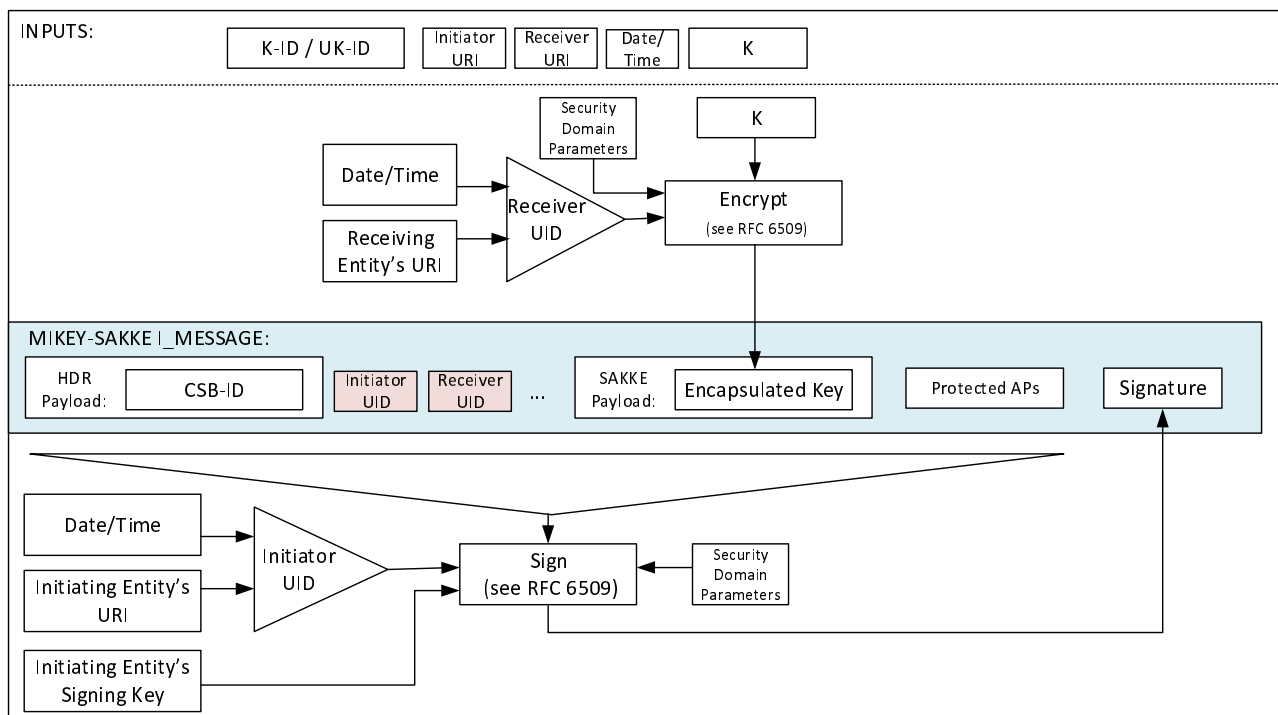 INPUTS:
K-ID / UK-ID
Initiator
URI
Receiver
URI
Date/
Time
K
Security
Domain
Parameters
K
Date/Time
Receiving
Entity’s URI
Receiver
UID
Encrypt
(see RFC 6509)
MIKEY-SAKKE I_MESSAGE:
HDR
Payload:
CSB-ID
Initiator
UID
Receiver
UID
...
SAKKE
Payload:
Encapsulated Key
Protected APs
Signature
Date/Time
Initiating Entity’s
URI
Initiator
UID
Initiating Entity’s
Signing Key
Sign
(see RFC 6509)
Security
Domain
Parameters